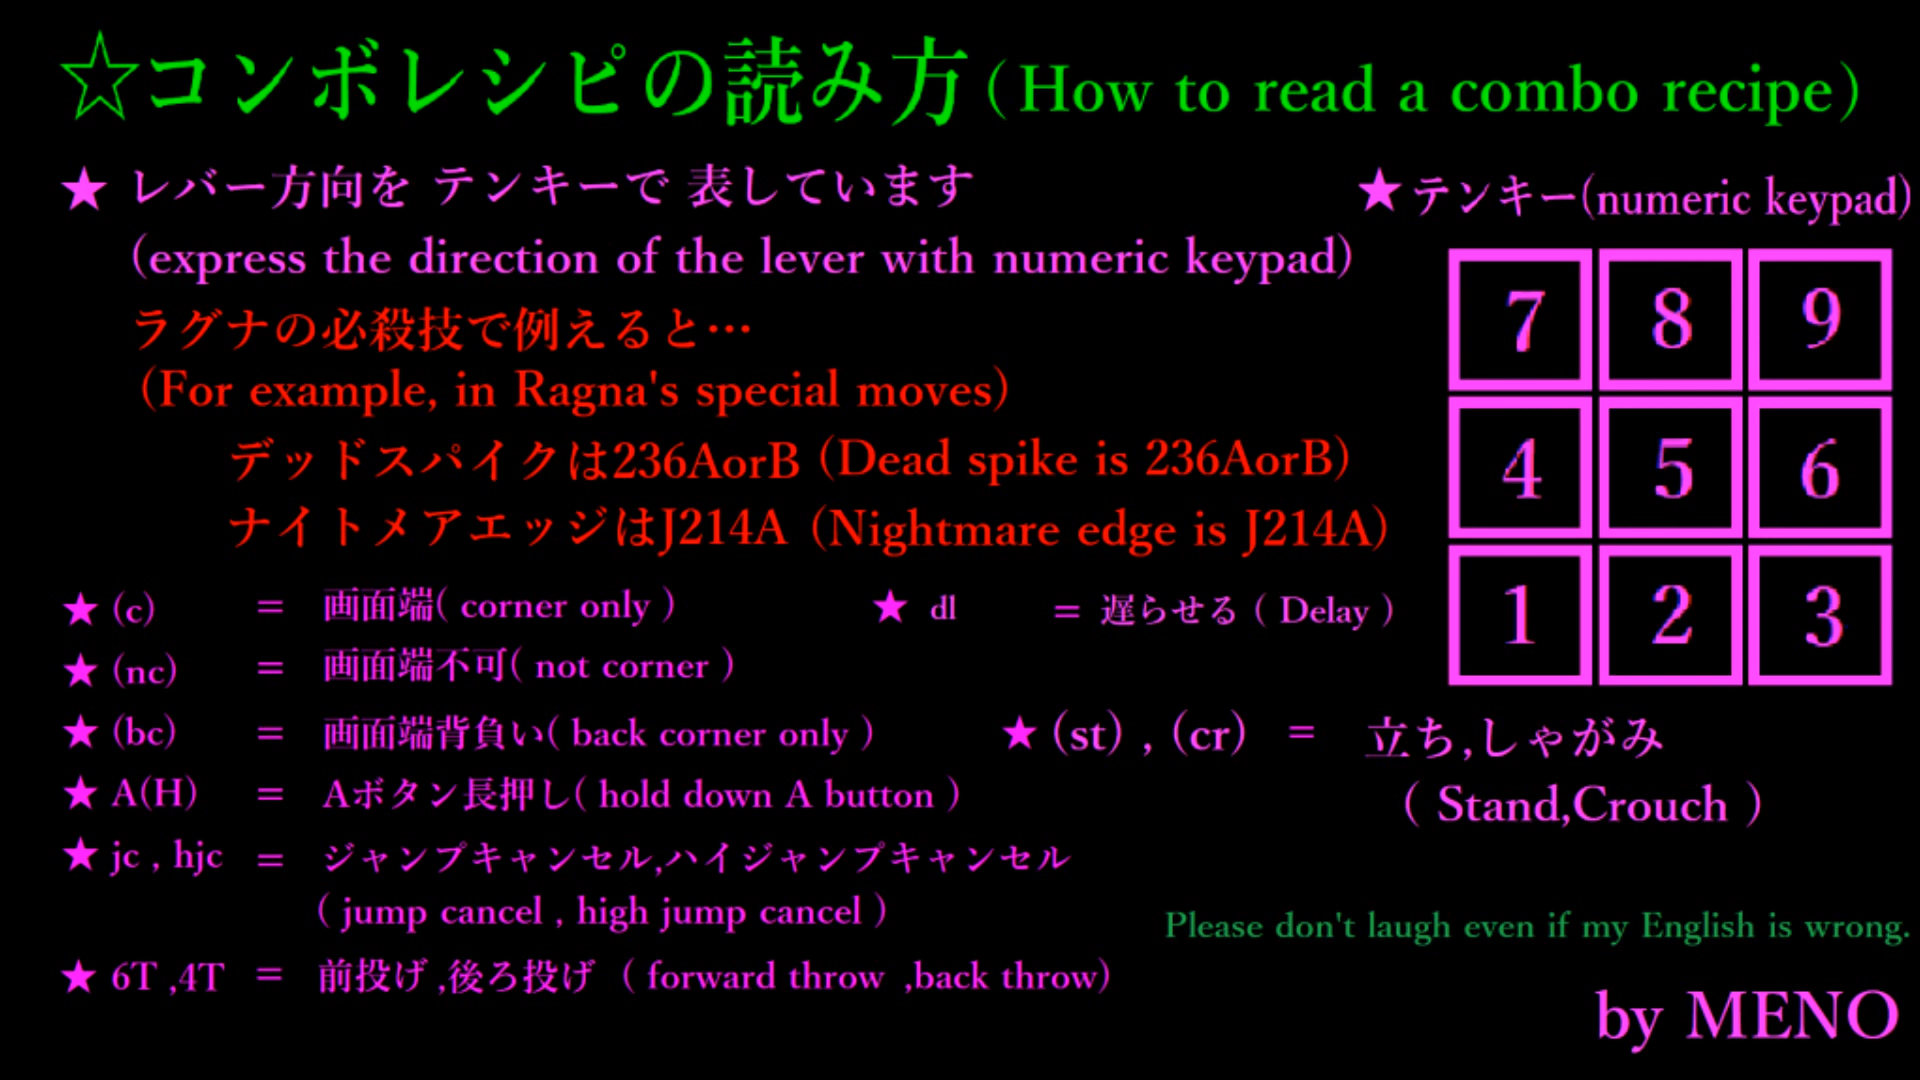 ☆コンボレシピの読み方(How to read a combo recipe)
★ レバー方向を テンキーで 表しています
(express the direction of the lever with numeric keypad)
ラグナの必殺技で例えると…
(For example, in Ragna's special moves)
デッドスパイクは236AorB (Dead spike is 236AorB)
ナイトメアエッジはJ214A (Nightmare edge is J214A)
★テンキー(numeric keypad)
7 8 9
4 5 6
1 2 3
★ (c) = 画面端( corner only )
★ dl = 遅らせる ( Delay )
★ (nc) = 画面端不可( not corner )
★ (bc) = 画面端背負い( back corner only )
★ (st) , (cr) = 立ち,しゃがみ
( Stand,Crouch )
★ A(H) = Aボタン長押し( hold down A button )
★ jc , hjc = ジャンプキャンセル,ハイジャンプキャンセル
( jump cancel , high jump cancel )
★ 6T ,4T = 前投げ ,後ろ投げ ( forward throw ,back throw)
Please don't laugh even if my English is wrong.
by MENO